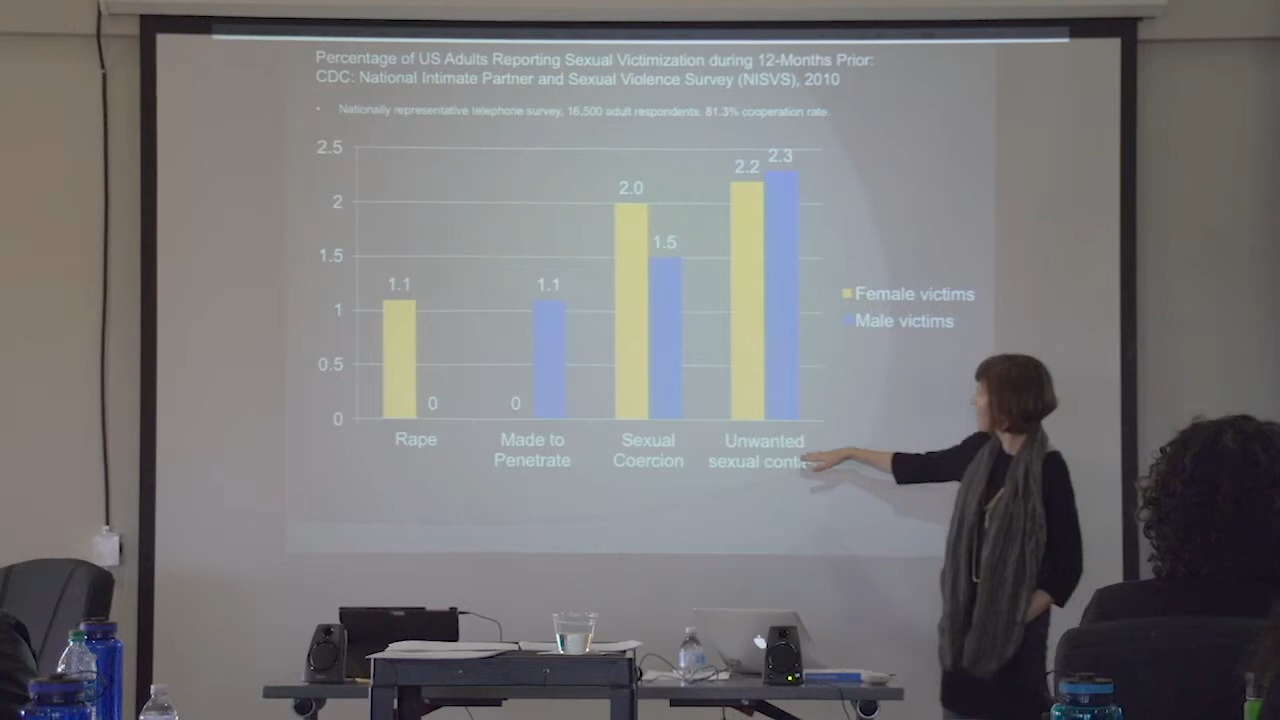 Percentage of US Adults Reporting Sexual Victimization during 12-Months Prior:
CDC: National Intimate Partner and Sexual Violence Survey (NISVS), 2010
• Nationally representative telephone survey, 16,500 adult respondents. 81.3% cooperation rate.
2.5
2
1.5
1
0.5
0
1.1
0
0
1.1
2.0
1.5
2.2
2.3
Rape
Made to
Penetrate
Sexual
Coercion
Unwanted
sexual
Female victims
Male victims